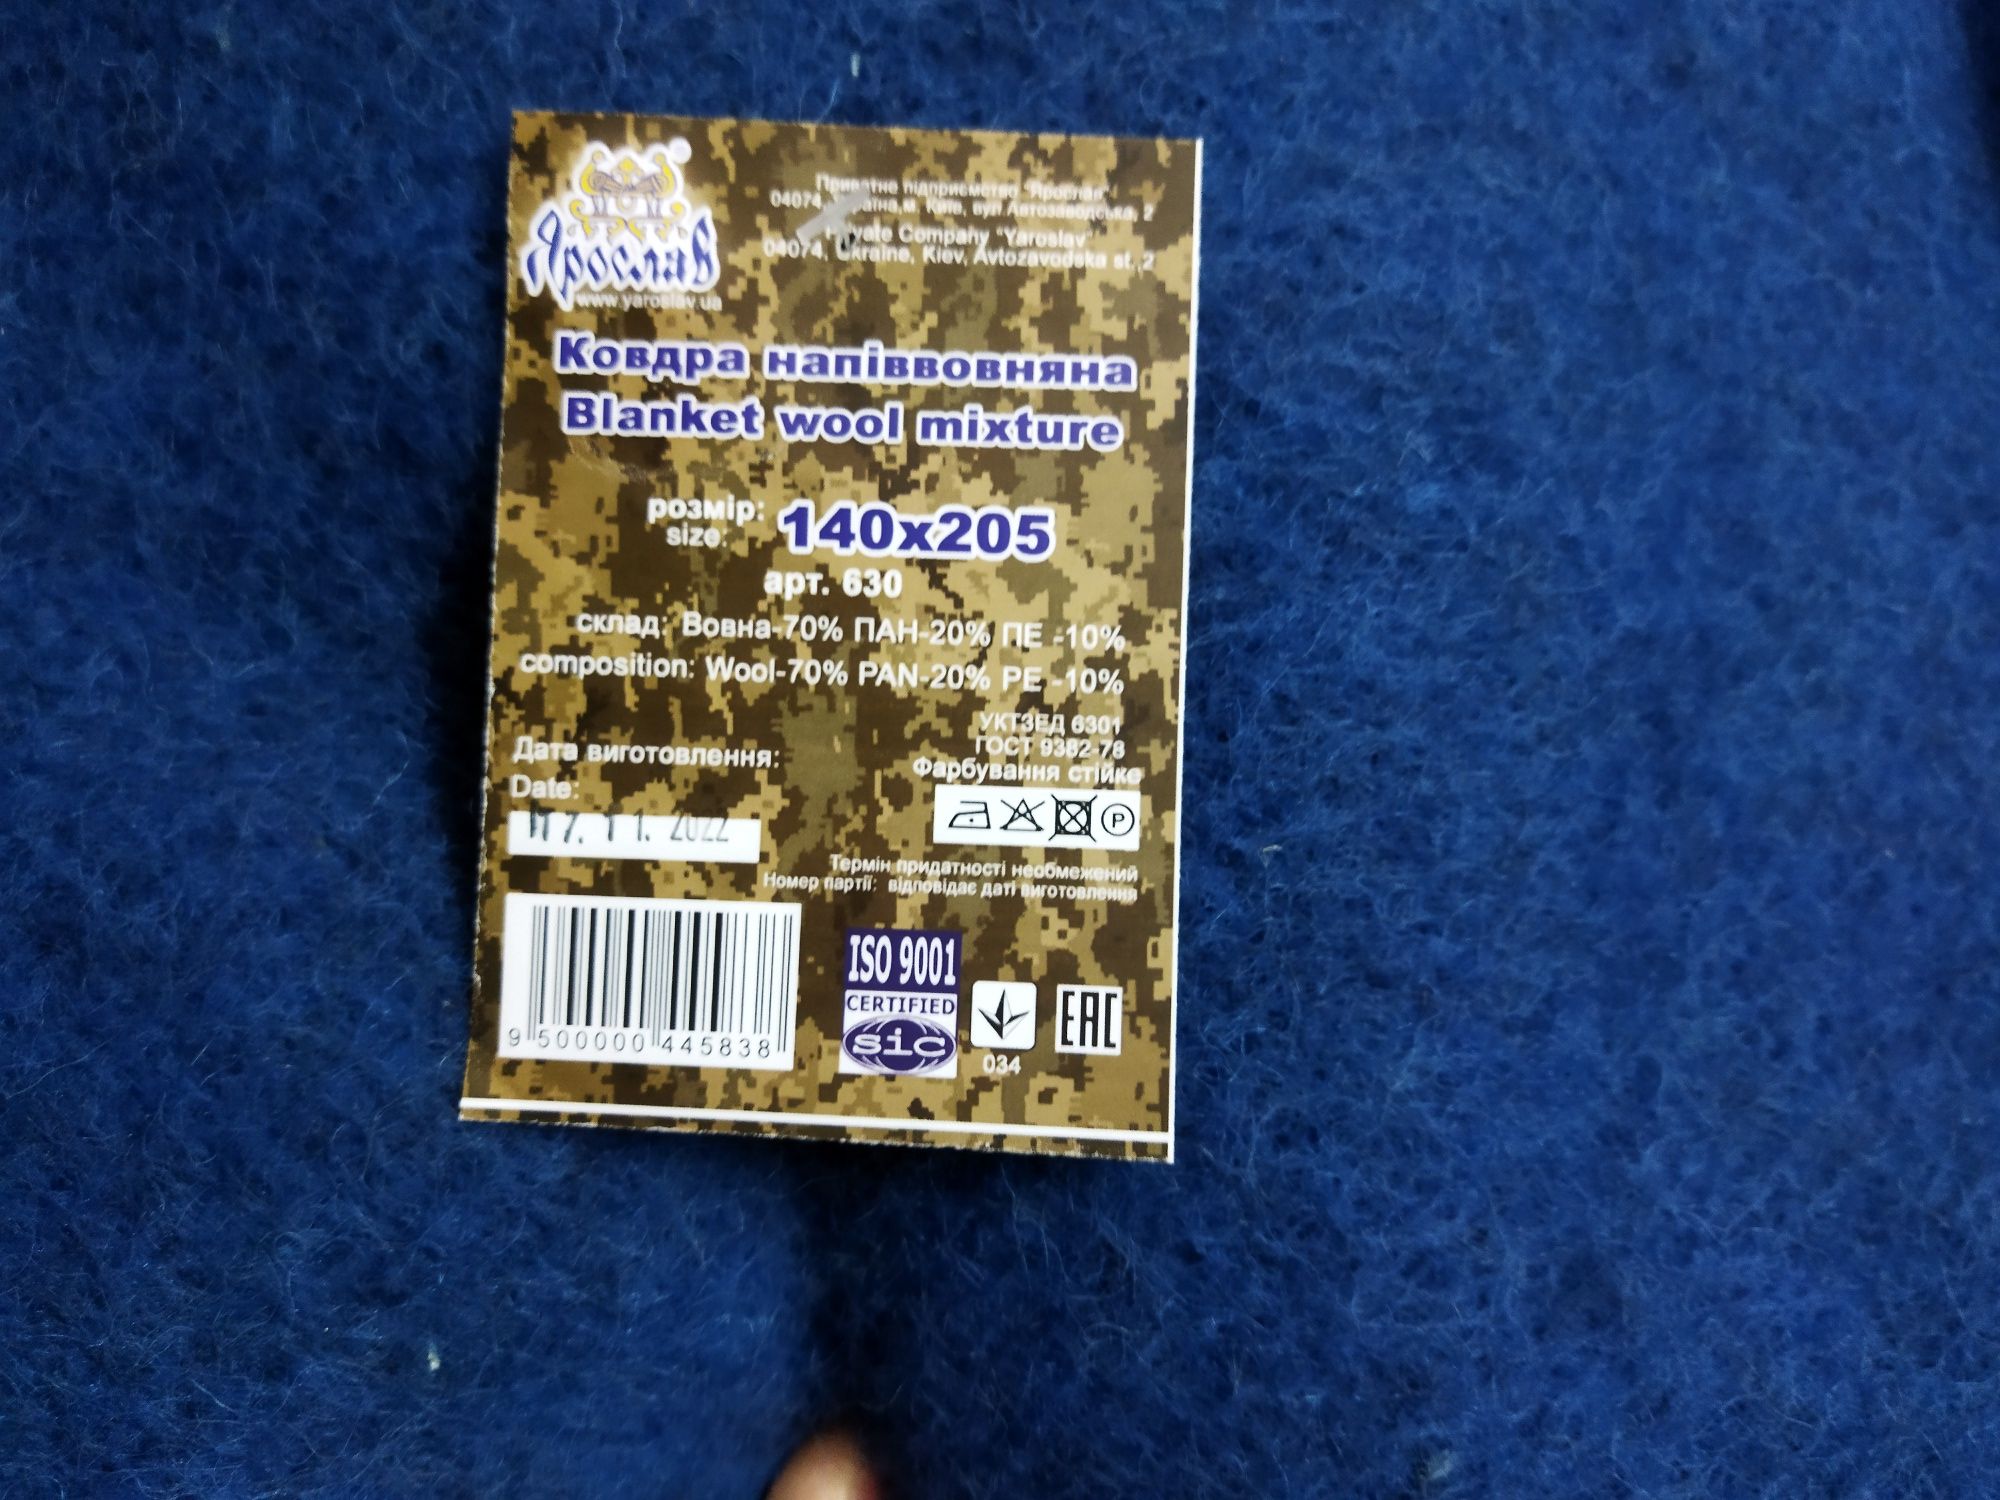 Ярослав
www.yaroslav.ua
Приватне підприємство "Ярослав"
04074, Україна,м. Київ, вул.Автозаводська, 2
Private Company "Yaroslav"
04074, Ukraine, Kiev, Avtozavodska st.,2
Ковдра напіввовняна
Blanket wool mixture
розмір: 140x205
size:
арт. 630
склад: Вовна-70% ПАН-20% ПЕ -10%
composition: Wool-70% PAN-20% PE -10%
УКТЗЕД 6301
ГОСТ 9382-78
Фарбування стійке
Дата виготовлення:
Date:
11. 2022
P
Термін придатності необмежений
Номер партії: відповідає даті виготовлення
9 500000 445838
ISO 9001
CERTIFIED
sic
034
EAC